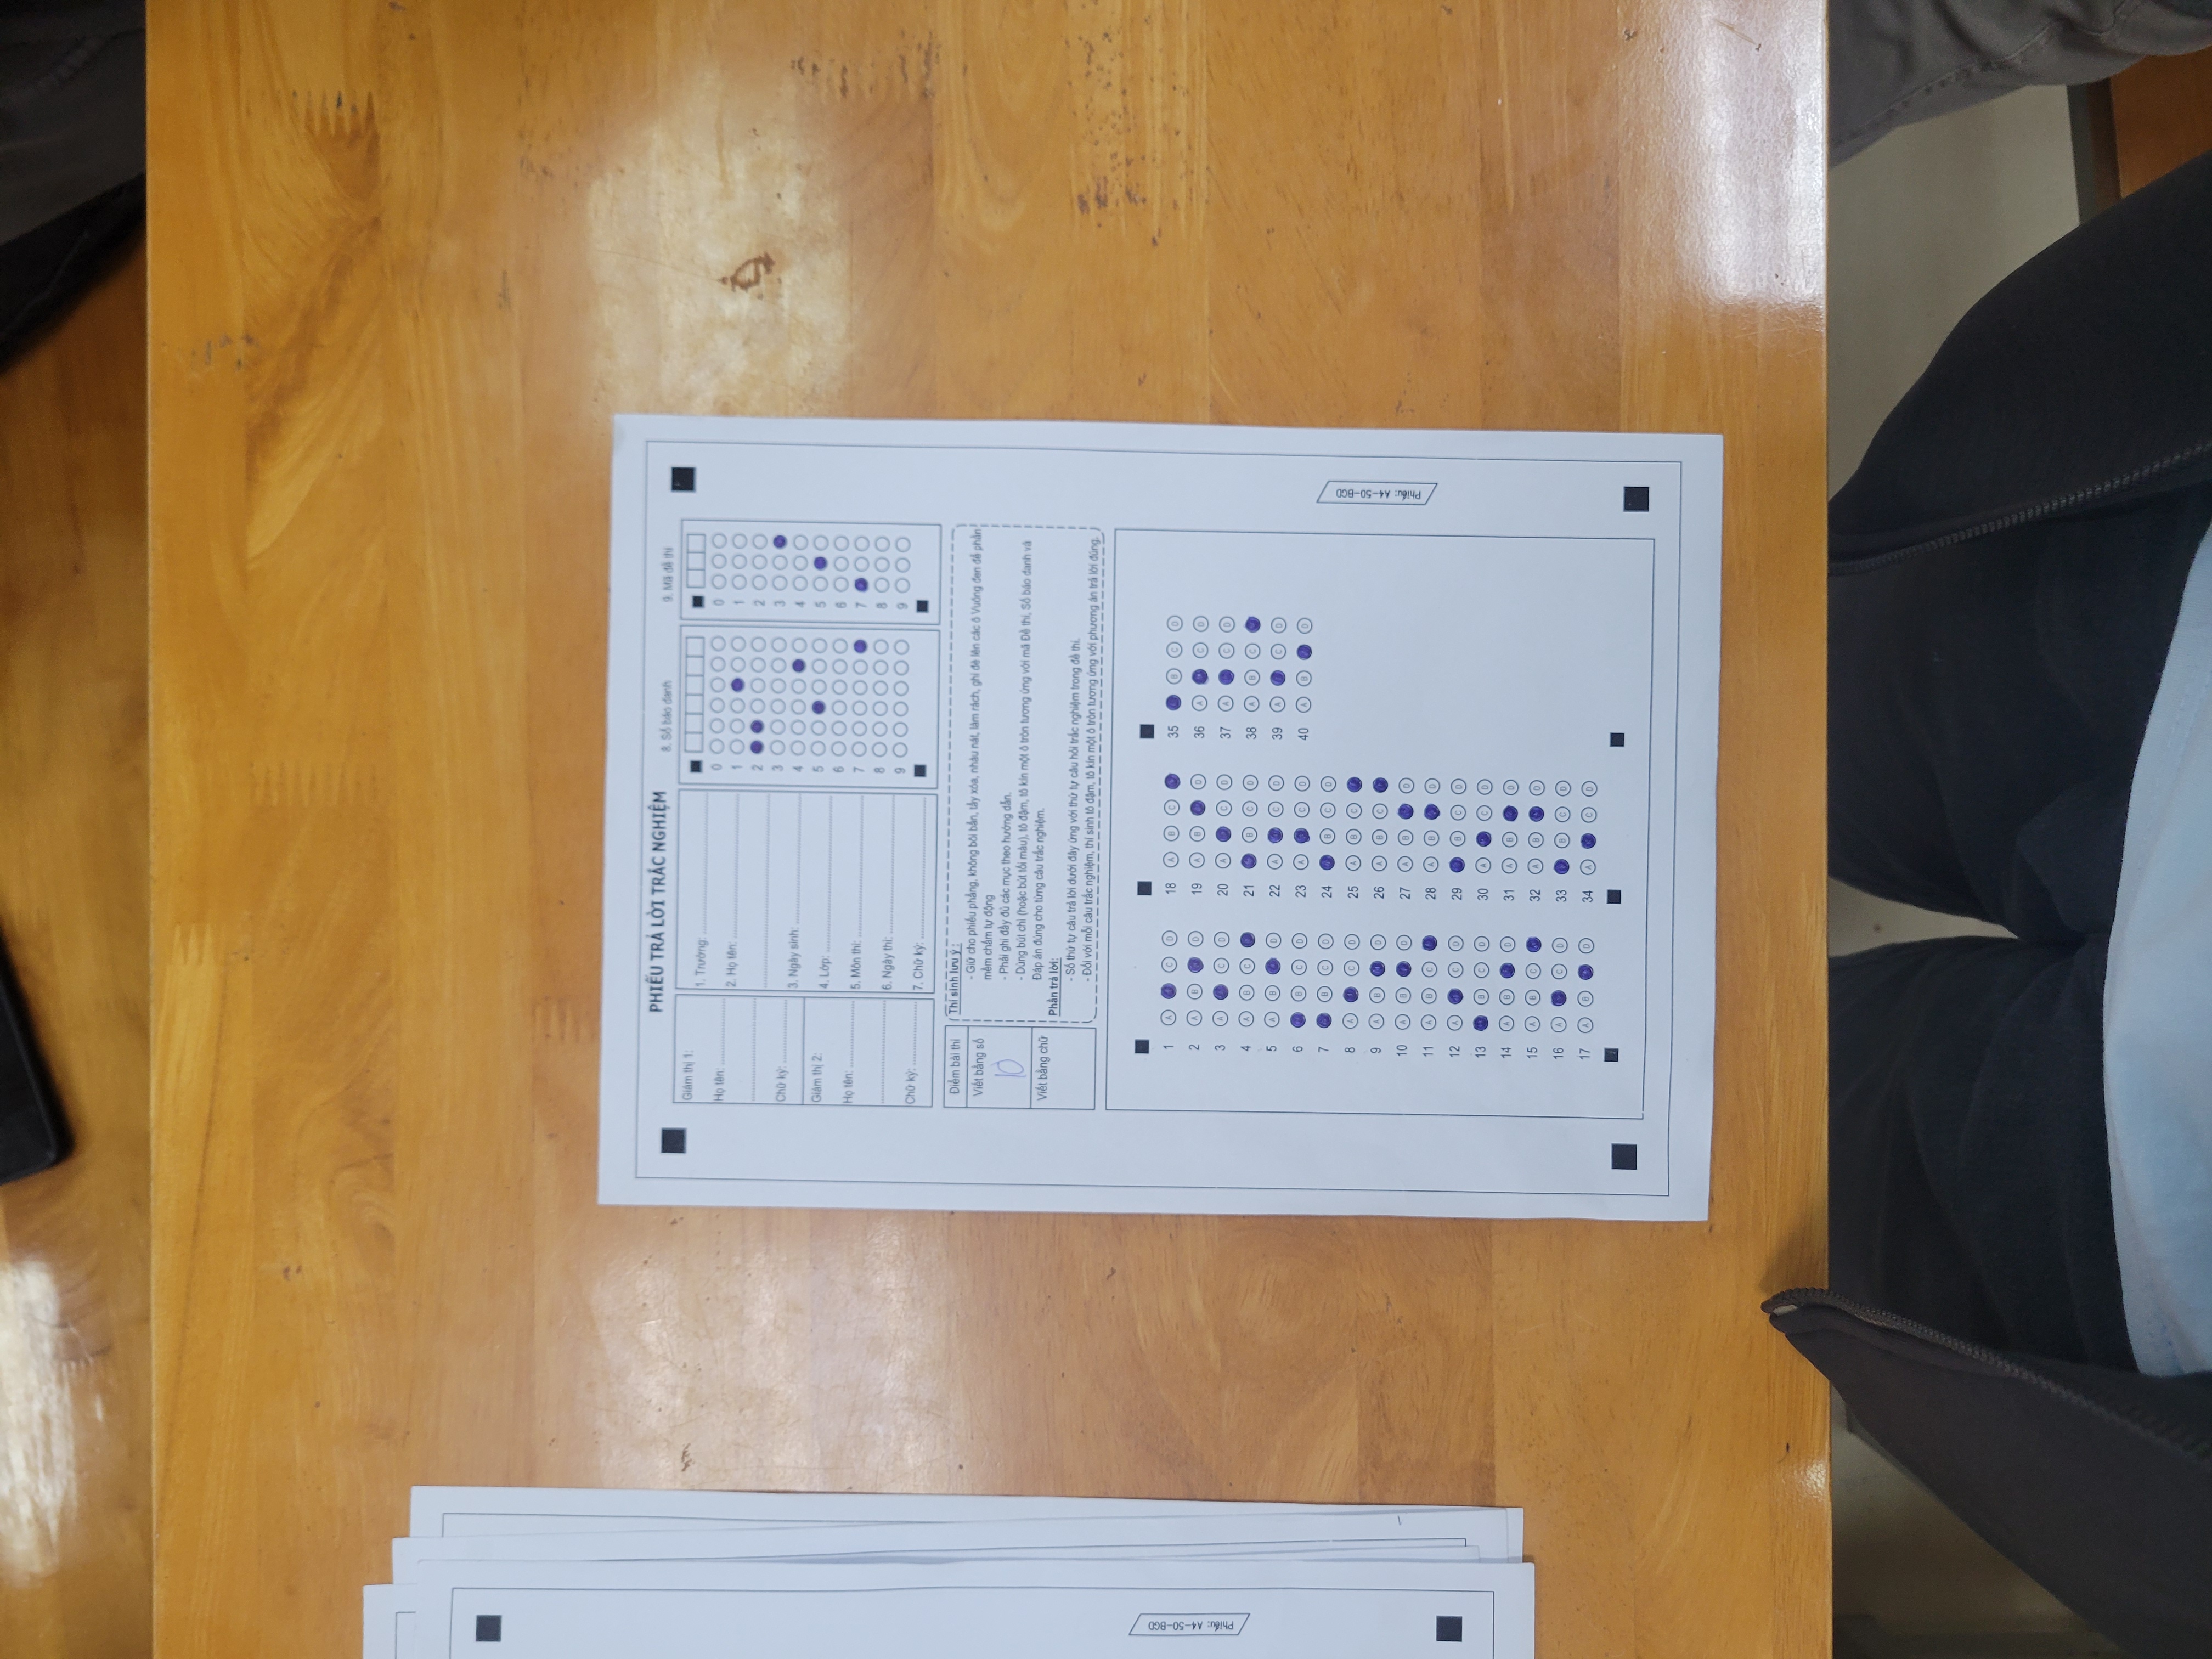 PHIẾU TRẢ LỜI TRẮC NGHIỆM
Giám thị 1:
Họ tên:
Chữ ký:
Giám thị 2:
Họ tên:
Chữ ký:
1. Trường:
2. Họ tên:
3. Ngày sinh:
4. Lớp:
5. Môn thi:
6. Ngày thi:
7. Chữ ký:
8. Số báo danh
0
1
2
3
4
5
6
7
8
9
9. Mã đề thi
0
1
2
3
4
5
6
7
8
9
Điểm bài thi
Viết bằng số
10
Viết bằng chữ
Thí sinh lưu ý :
- Giữ cho phiếu phẳng, không bôi bẩn, tẩy xóa, nhàu nát, làm rách, ghi đè lên các ô Vuông đen để phần
mềm chấm tự động
- Phải ghi đầy đủ các mục theo hướng dẫn.
- Dùng bút chì (hoặc bút tối màu), tô đậm, tô kín một ô tròn tương ứng với mã Đề thi, Số báo danh và
Đáp án đúng cho từng câu trắc nghiệm.
Phần trả lời:
- Số thứ tự câu trả lời dưới đây ứng với thứ tự câu hỏi trắc nghiệm trong đề thi.
- Đối với mỗi câu trắc nghiệm, thí sinh tô đậm, tô kín một ô tròn tương ứng với phương án trả lời đúng.
1 A C D
2 A B D
3 A C D
4 A B C
5 A B D
6 B C D
7 B C D
8 A C D
9 A B D
10 A B D
11 A B C
12 A C D
13 B C D
14 A B D
15 A B C
16 A C D
17 A B D
18 A B C
19 A B D
20 A C D
21 B C D
22 A C D
23 A C D
24 B C D
25 A B C
26 A B C
27 A B D
28 A B D
29 B C D
30 A C D
31 A B D
32 A B D
33 B C D
34 A C D
35 B C D
36 A C D
37 A C D
38 A B C
39 A C D
40 A B D
Phiếu: A4-50-BGD
Phiếu: A4-50-BGD